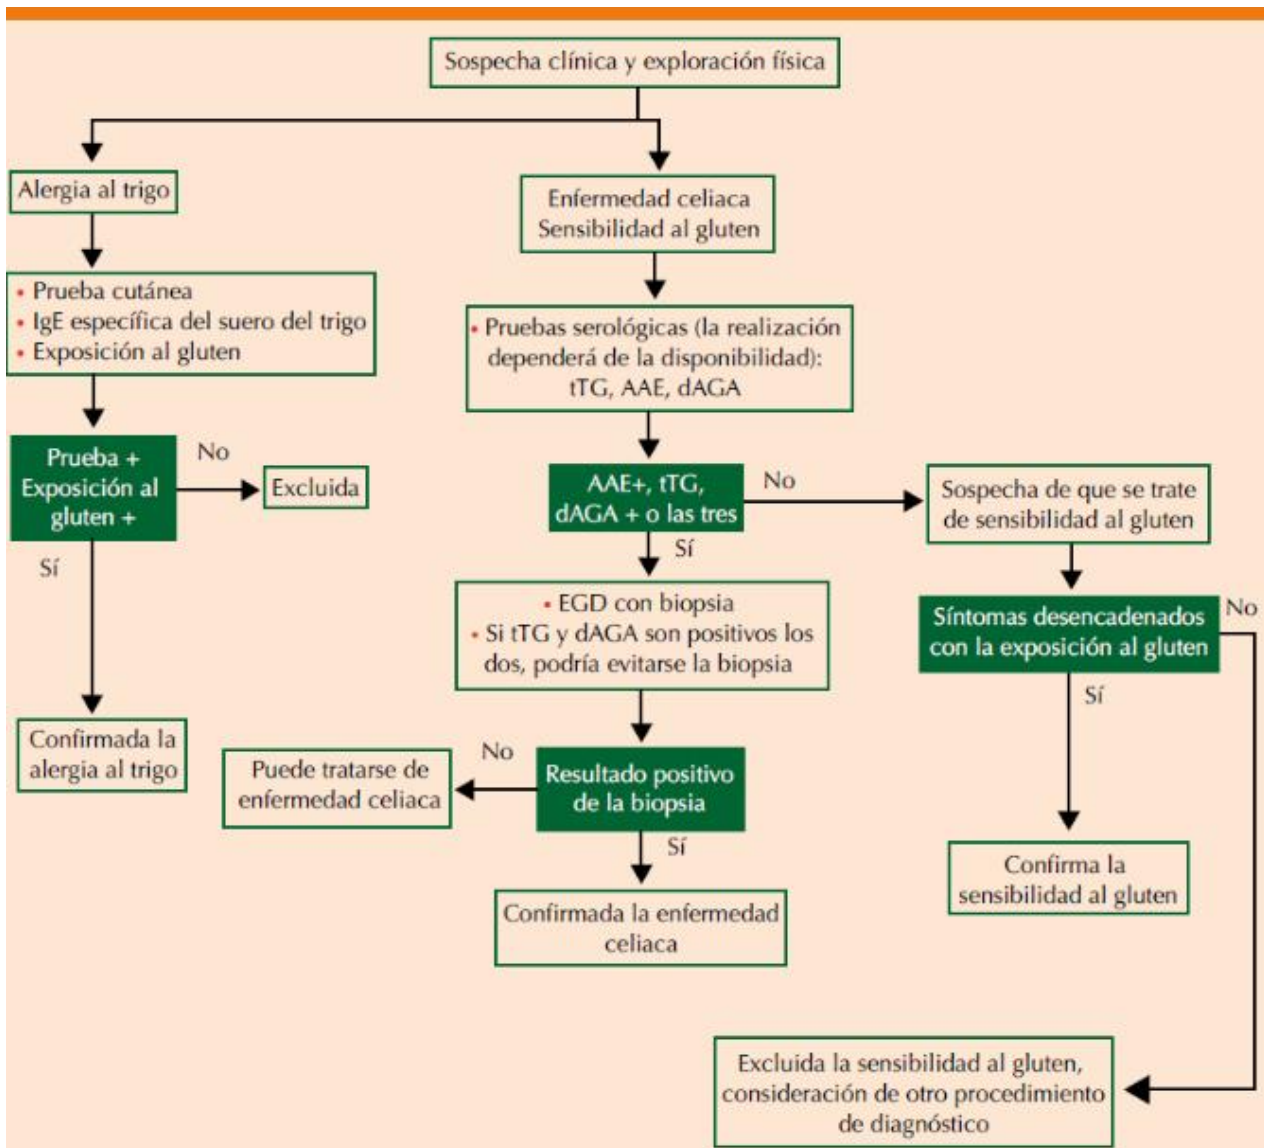 Sospecha clínica y exploración física
Alergia al trigo
• Prueba cutánea
• IgE específica del suero del trigo
• Exposición al gluten
Prueba +
Exposición al
gluten +
No
Excluida
Sí
Confirmada la
alergia al trigo
Enfermedad celiaca
Sensibilidad al gluten
• Pruebas serológicas (la realización
dependerá de la disponibilidad):
tTG, AAE, dAGA
AAE+, tTG,
dAGA + o las tres
No
Sí
• EGD con biopsia
• Si tTG y dAGA son positivos los
dos, podría evitarse la biopsia
Resultado positivo
de la biopsia
No
Puede tratarse de
enfermedad celiaca
Sí
Confirmada la enfermedad
celiaca
Sospecha de que se trate
de sensibilidad al gluten
Síntomas desencadenados
con la exposición al gluten
No
Sí
Confirma la
sensibilidad al gluten
Excluida la sensibilidad al gluten,
consideración de otro procedimiento
de diagnóstico